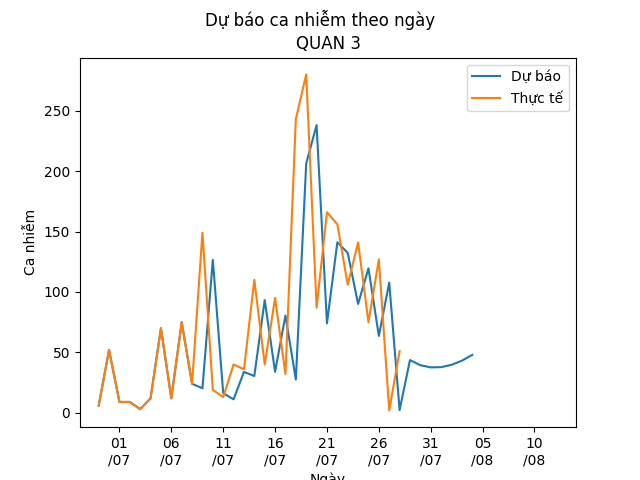 Dự báo ca nhiễm theo ngày
QUAN 3
Dự báo
Thực tế
Ca nhiễm
250
200
150
100
50
0
01 06 11 16 21 26 31 05 10
/07 /07 /07 /07 /07 /07 /07 /08 /08
Ngày